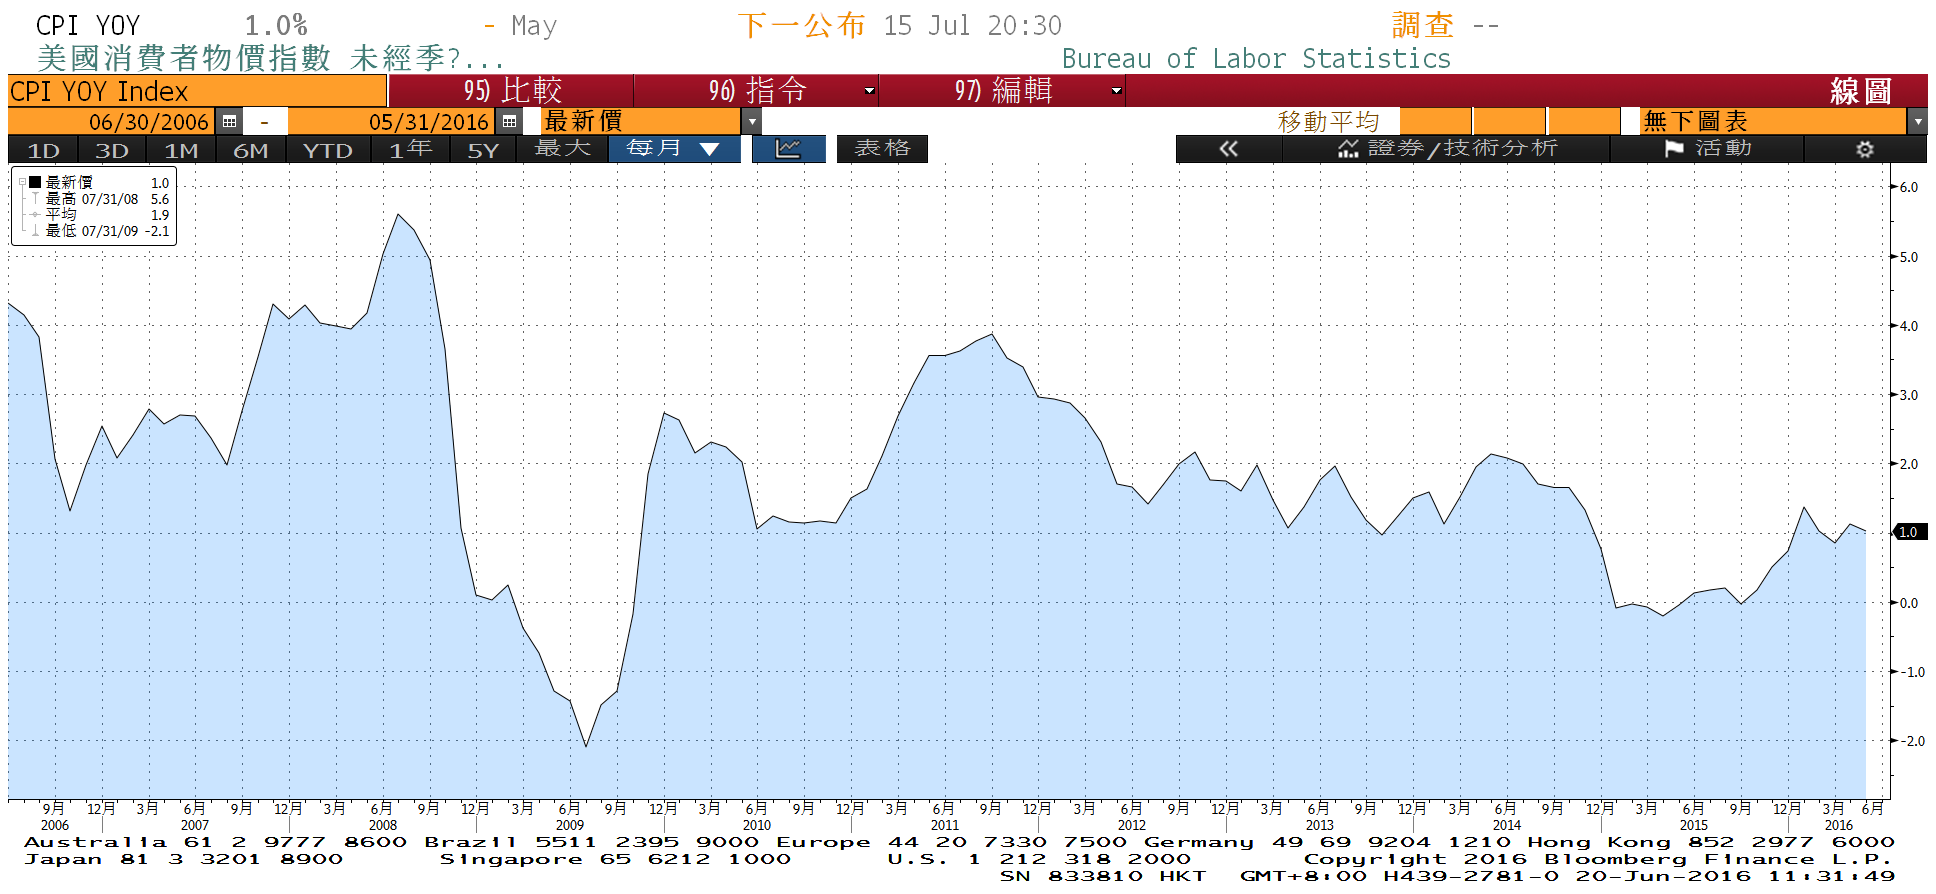 CPI YOY 1.0% - May 下一公布 15 Jul 20:30 調查 --
美國消費者物價指數 未經季?... Bureau of Labor Statistics
CPI YOY Index 95) 比較 96) 指令 97) 編輯 線圖
06/30/2006 - 05/31/2016 最新價 移動平均 無下圖表
1D 3D 1M 6M YTD 1年 5Y 最大 每月 ▼ 表格 « 證券/技術分析 活動
最新價 1.0
最高 07/31/08 5.6
平均 1.9
最低 07/31/09 -2.1
6.0
5.0
4.0
3.0
2.0
1.0
0.0
-1.0
-2.0
9月 12月 3月 6月 9月 12月 3月 6月 9月 12月 3月 6月 9月 12月 3月 6月 9月 12月 3月 6月 9月 12月 3月 6月 9月 12月 3月 6月 9月 12月 3月 6月 9月 12月 3月 6月 9月 12月 3月 6月
2006 2007 2008 2009 2010 2011 2012 2013 2014 2015 2016
Australia 61 2 9777 8600 Brazil 5511 2395 9000 Europe 44 20 7330 7500 Germany 49 69 9204 1210 Hong Kong 852 2977 6000
Japan 81 3 3201 8900 Singapore 65 6212 1000 U.S. 1 212 318 2000 Copyright 2016 Bloomberg Finance L.P.
SN 833810 HKT GMT+8:00 H439-2781-0 20-Jun-2016 11:31:49